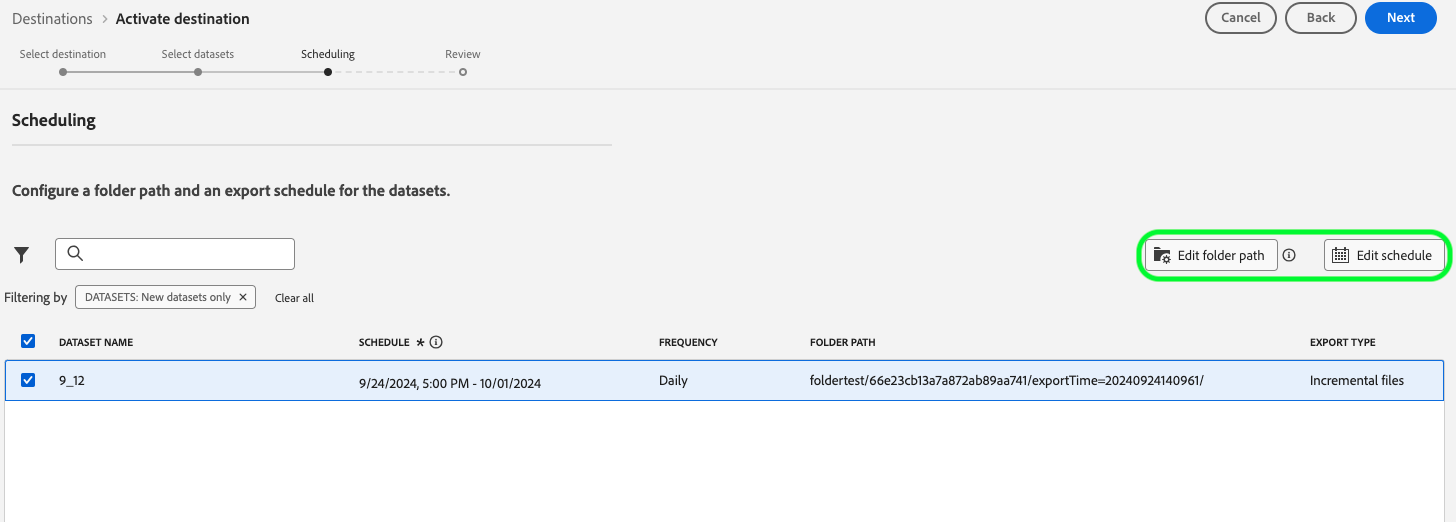 Destinations > Activate destination
Cancel Back Next
Select destination Select datasets Scheduling Review
Scheduling
Configure a folder path and an export schedule for the datasets.
Edit folder path Edit schedule
Filtering by DATASETS: New datasets only × Clear all
DATASET NAME SCHEDULE * FREQUENCY FOLDER PATH EXPORT TYPE
9_12 9/24/2024, 5:00 PM - 10/01/2024 Daily foldertest/66e23cb13a7a872ab89aa741/exportTime=20240924140961/ Incremental files